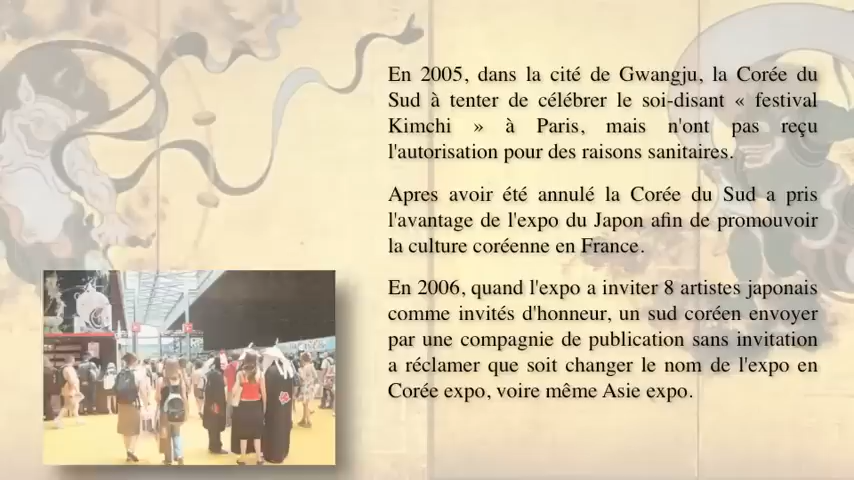 En 2005, dans la cité de Gwangju, la Corée du
Sud à tenter de célébrer le soi-disant « festival
Kimchi » à Paris, mais n'ont pas reçu
l'autorisation pour des raisons sanitaires.
Apres avoir été annulé la Corée du Sud a pris
l'avantage de l'expo du Japon afin de promouvoir
la culture coréenne en France.
En 2006, quand l'expo a inviter 8 artistes japonais
comme invités d'honneur, un sud coréen envoyer
par une compagnie de publication sans invitation
a réclamer que soit changer le nom de l'expo en
Corée expo, voire même Asie expo.